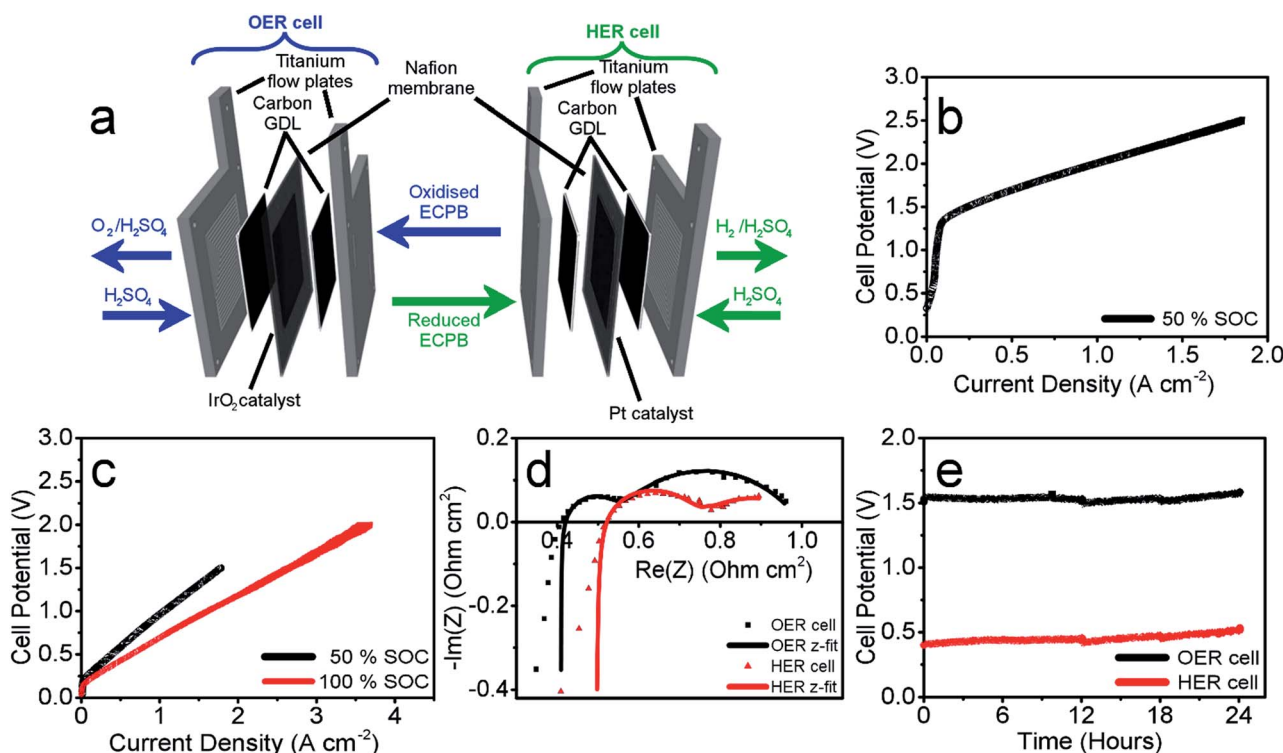 OER cell
HER cell
Titanium
flow plates
Nafion
membrane
Titanium
flow plates
Carbon
GDL
Carbon
GDL
a
Oxidised
ECPB
O₂/H₂SO₄
H₂/H₂SO₄
H₂SO₄
H₂SO₄
Reduced
ECPB
IrO₂catalyst
Pt catalyst
b
3.0
2.5
2.0
1.5
1.0
0.5
0.0
Cell Potential (V)
50 % SOC
0.0 0.5 1.0 1.5 2.0
Current Density (A cm⁻²)
c
3.0
2.5
2.0
1.5
1.0
0.5
0.0
Cell Potential (V)
50 % SOC
100 % SOC
0 1 2 3 4
Current Density (A cm⁻²)
d
0.2
0.0
-0.2
-0.4
-Im(Z) (Ohm cm²)
0.4 0.6 0.8 1.0
Re(Z) (Ohm cm²)
OER cell
OER z-fit
HER cell
HER z-fit
e
2.0
1.5
1.0
0.5
0.0
Cell Potential (V)
OER cell
HER cell
0 6 12 18 24
Time (Hours)